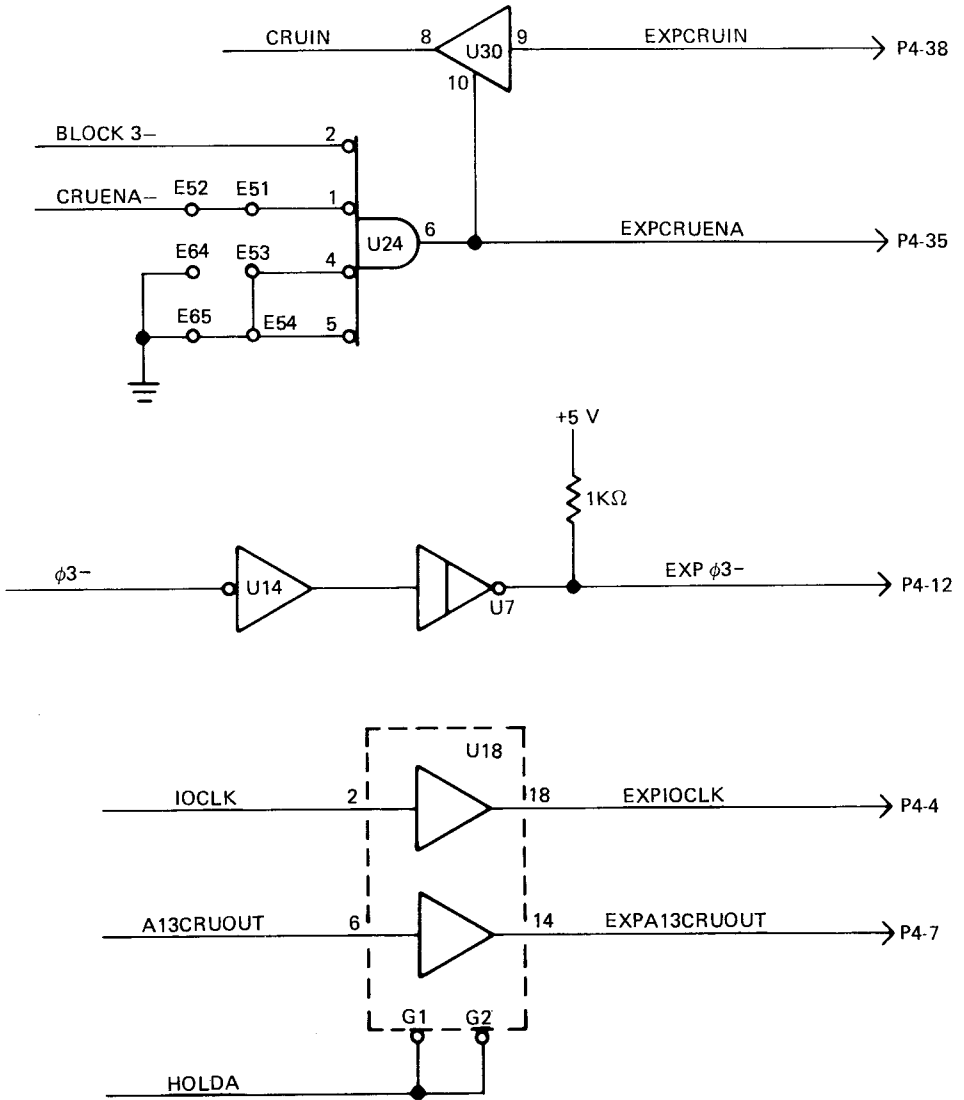 CRUIN 8 U30 9 EXPCRUIN P4-38
10
BLOCK 3– 2
CRUENA– E52 E51 1
U24 6 EXPCRUENA P4-35
E64 E53 4
E65 E54 5
+5 V
1KΩ
ϕ3– U14 U7 EXP ϕ3– P4-12
U18
IOCLK 2 18 EXPIOCLK P4-4
A13CRUOUT 6 14 EXPA13CRUOUT P4-7
G1 G2
HOLDA